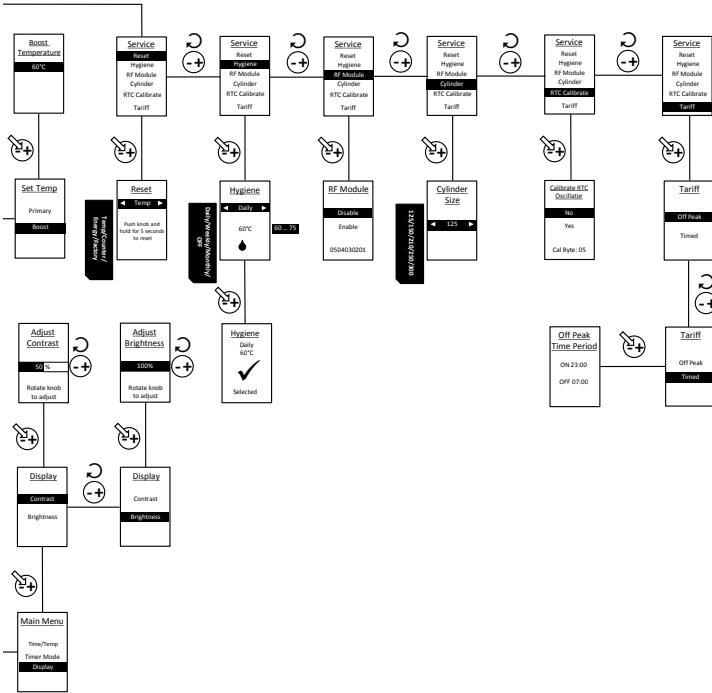 Boost
Temperature
60°C
Service
Reset
Hygiene
RF Module
Cylinder
RTC Calibrate
Tariff
Service
Reset
Hygiene
RF Module
Cylinder
RTC Calibrate
Tariff
Service
Reset
Hygiene
RF Module
Cylinder
RTC Calibrate
Tariff
Service
Reset
Hygiene
RF Module
Cylinder
RTC Calibrate
Tariff
Service
Reset
Hygiene
RF Module
Cylinder
RTC Calibrate
Tariff
Service
Reset
Hygiene
RF Module
Cylinder
RTC Calibrate
Tariff
- +
- +
- +
- +
- +
- +
- +
- +
- +
- +
- +
- +
Set Temp
Primary
Boost
Temp/Counter/
Energy/Factory
Reset
Temp
Push knob and
hold for 5 seconds
to reset
Daily/Weekly/Monthly/
OFF
Hygiene
Daily
60°C
60 ... 75
RF Module
Disable
Enable
0504030201
125/150/210/250/300
Cylinder
Size
125
Calibrate RTC
Oscillator
No
Yes
Cal Byte: 05
Tariff
Off Peak
Timed
- +
- +
Adjust
Contrast
50 %
Rotate knob
to adjust
- +
Adjust
Brightness
100%
Rotate knob
to adjust
- +
Hygiene
Daily
60°C
Selected
Off Peak
Time Period
ON 23:00
OFF 07:00
- +
Tariff
Off Peak
Timed
- +
- +
Display
Contrast
Brightness
- +
Display
Contrast
Brightness
- +
Main Menu
Time/Temp
Timer Mode
Display